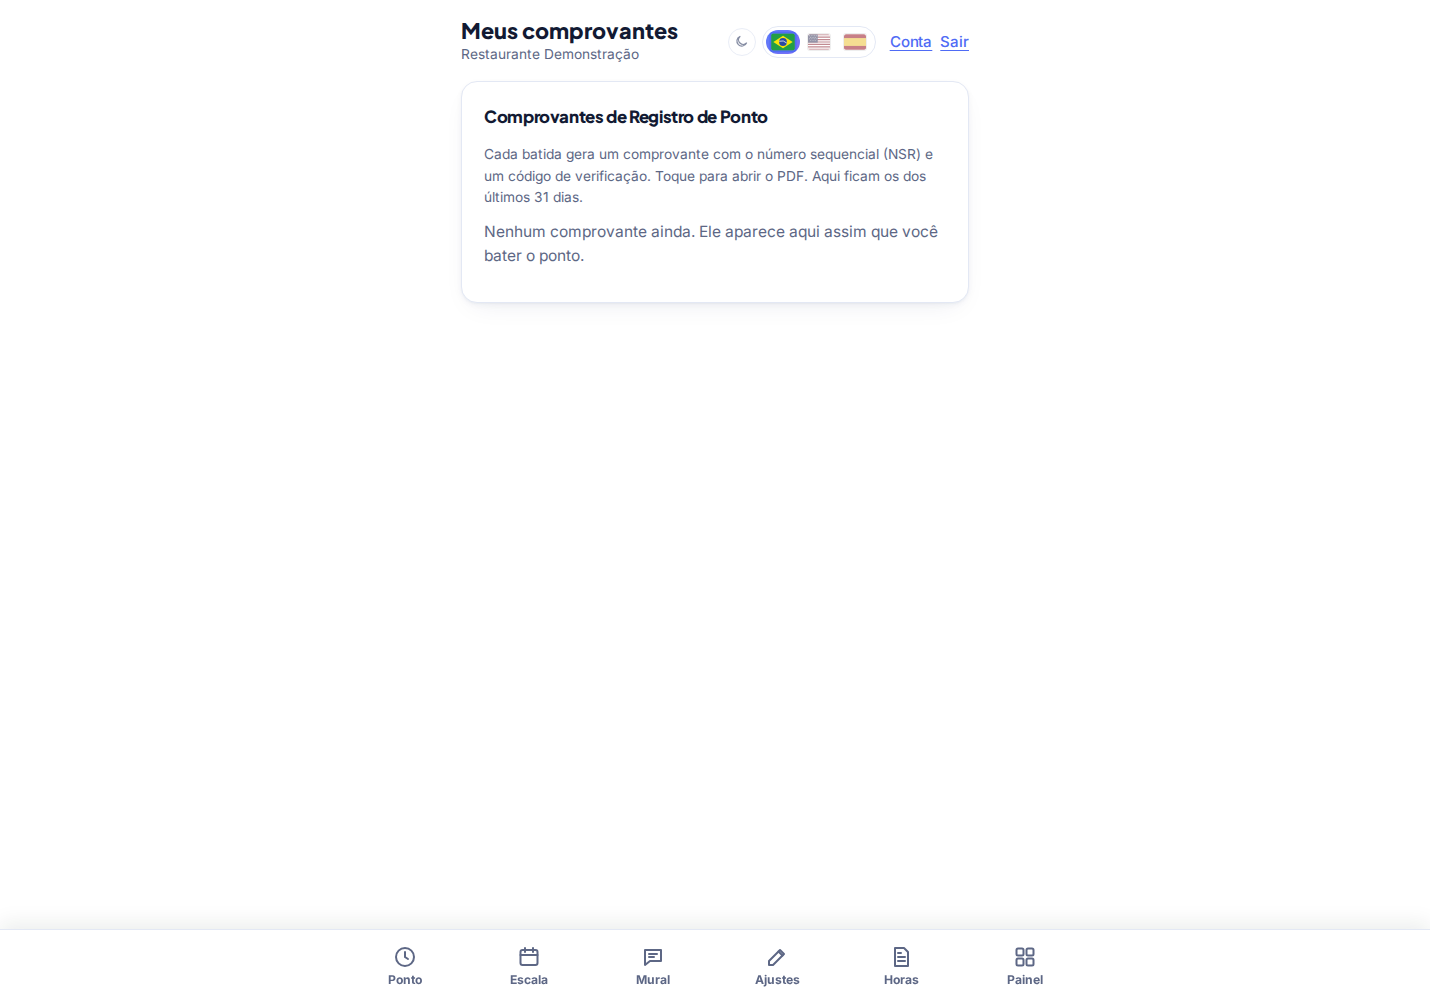 Meus comprovantes
Restaurante Demonstração
Conta Sair
Comprovantes de Registro de Ponto
Cada batida gera um comprovante com o número sequencial (NSR) e
um código de verificação. Toque para abrir o PDF. Aqui ficam os dos
últimos 31 dias.
Nenhum comprovante ainda. Ele aparece aqui assim que você
bater o ponto.
Ponto Escala Mural Ajustes Horas Painel